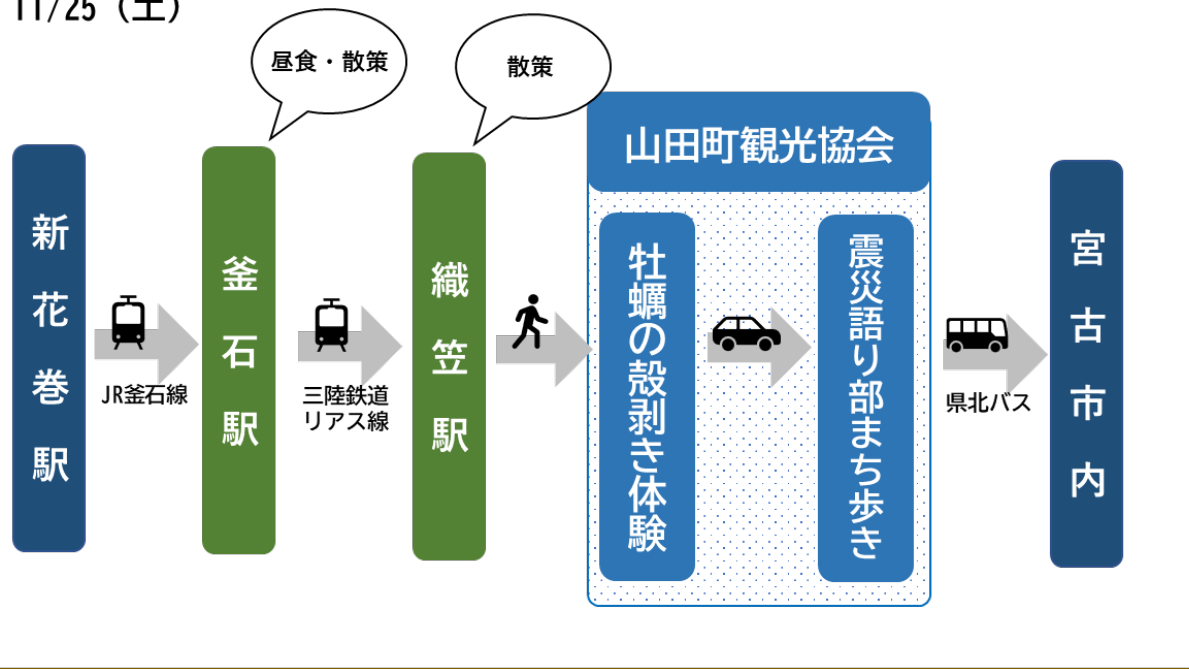 11/25（土）
昼食・散策
散策
山田町観光協会
新花巻駅
JR釜石線
釜石駅
三陸鉄道
リアス線
織笠駅
牡蠣の殻剥き体験
震災語り部まち歩き
県北バス
宮古市内